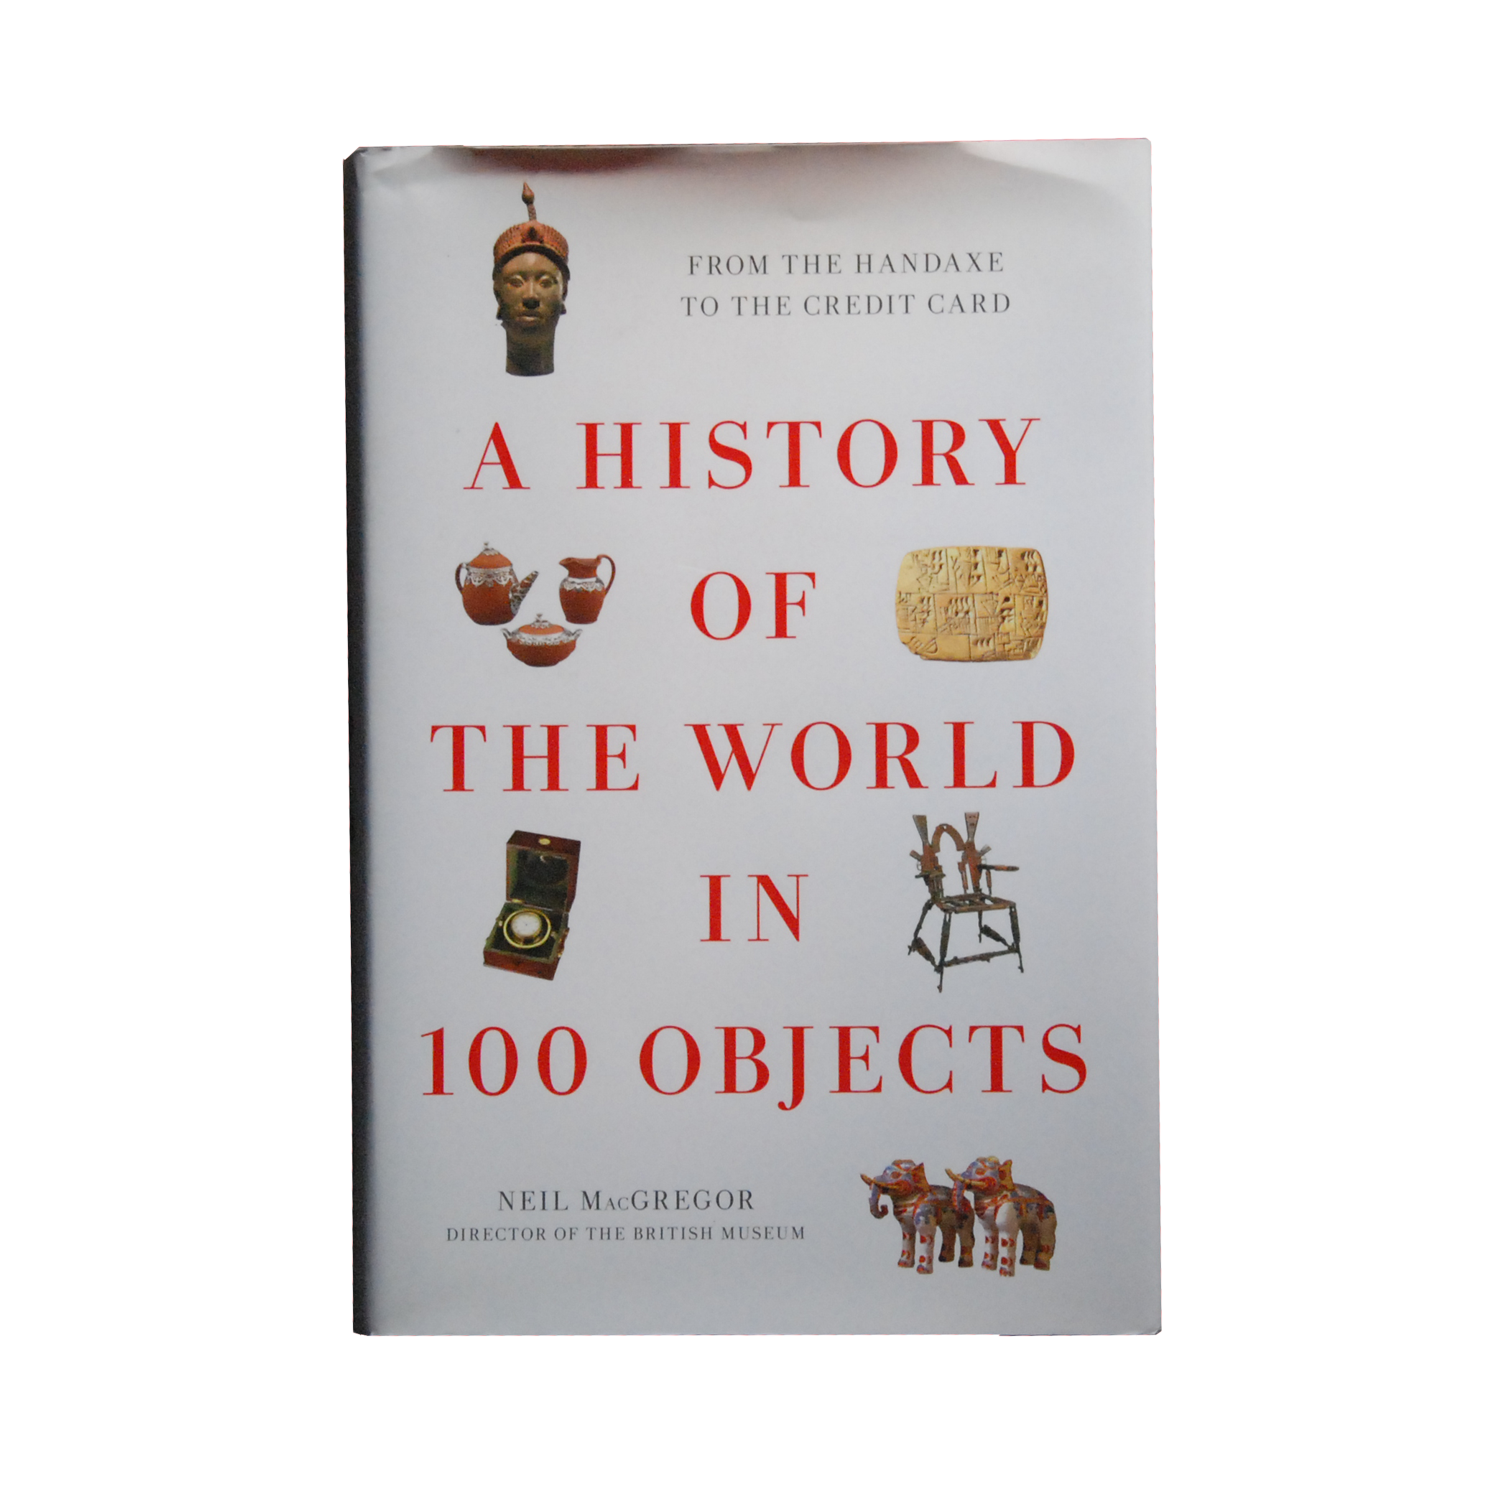 FROM THE HANDAXE
TO THE CREDIT CARD
A HISTORY
OF
THE WORLD
IN
100 OBJECTS
NEIL MACGREGOR
DIRECTOR OF THE BRITISH MUSEUM